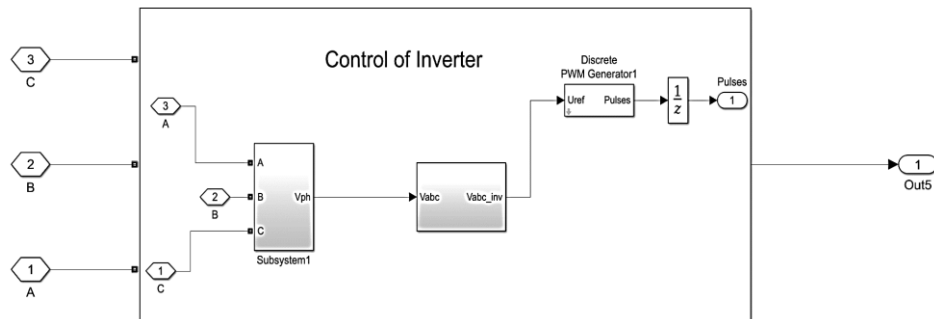 Control of Inverter
3
C
2
B
1
A
3
A
2
B
1
C
A
B
C
Vph
Subsystem1
Vabc
Vabc_inv
Discrete
PWM Generator1
Uref
Pulses
1
z
Pulses
1
1
Out5